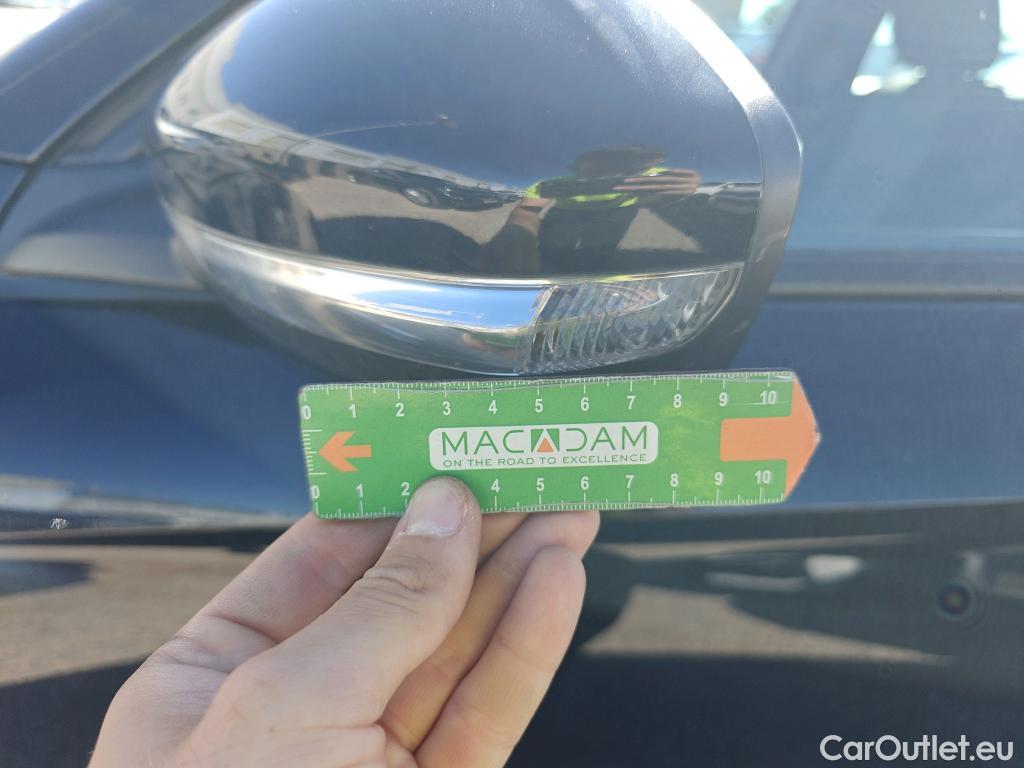 0 1 2 3 4 5 6 7 8 9 10
MACADAM
ON THE ROAD TO EXCELLENCE
0 1 2 4 5 6 7 8 9 10
CarOutlet.eu